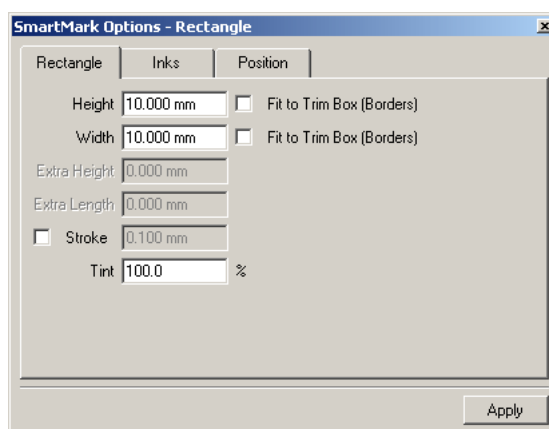 SmartMark Options - Rectangle
Rectangle Inks Position
Height 10.000 mm Fit to Trim Box (Borders)
Width 10.000 mm Fit to Trim Box (Borders)
Extra Height 0.000 mm
Extra Length 0.000 mm
Stroke 0.100 mm
Tint 100.0 %
Apply